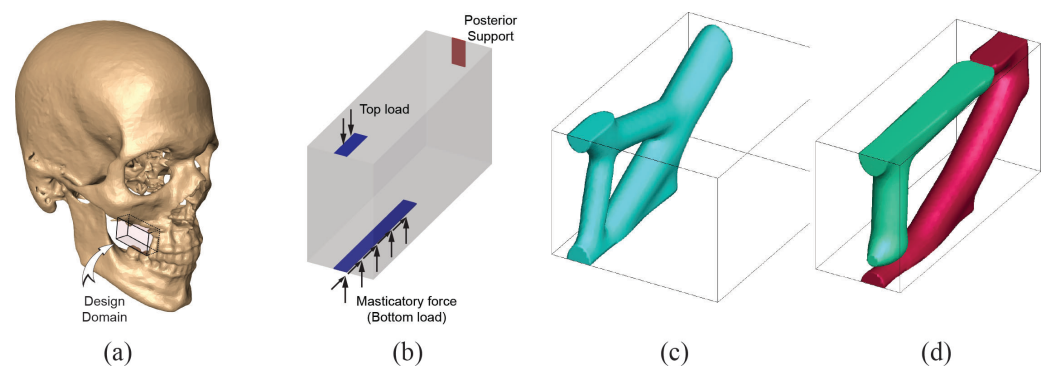 Design
Domain
(a)
Posterior
Support
Top load
Masticatory force
(Bottom load)
(b)
(c)
(d)